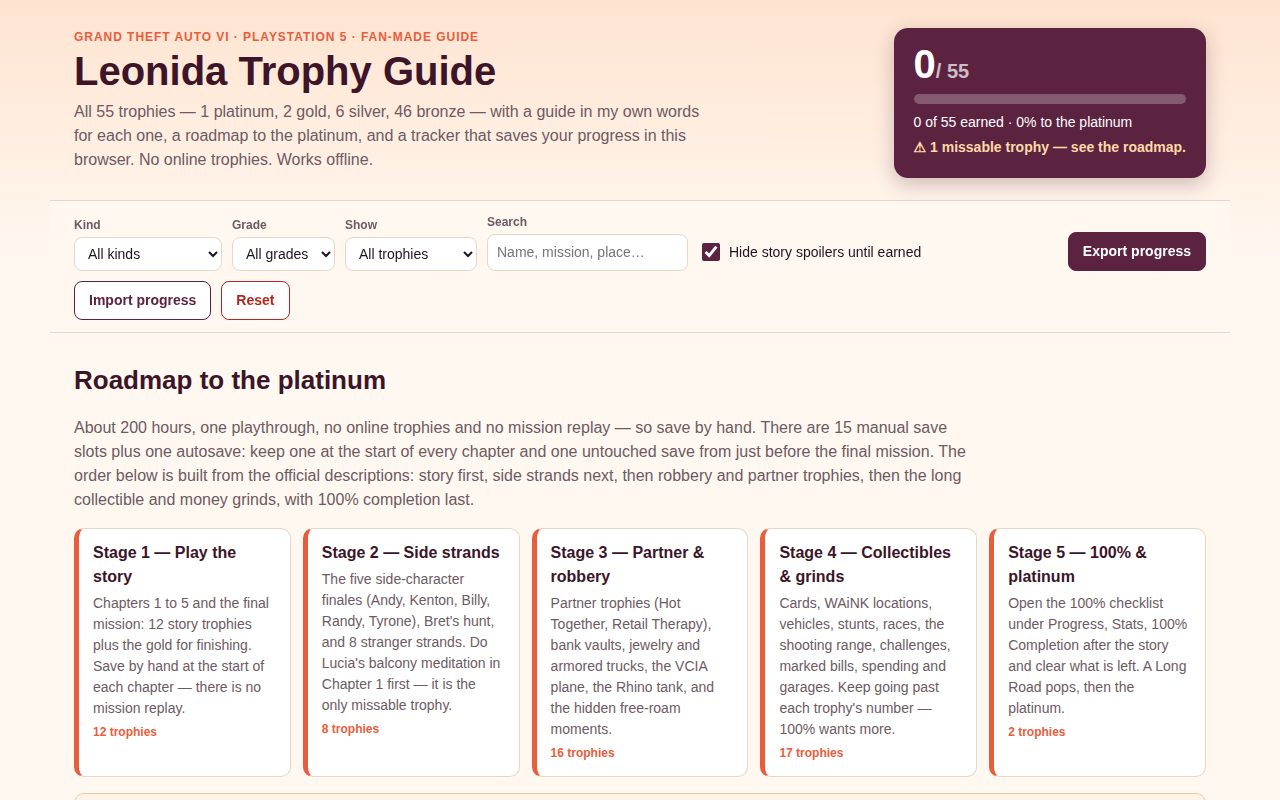 GRAND THEFT AUTO VI · PLAYSTATION 5 · FAN-MADE GUIDE
Leonida Trophy Guide
All 55 trophies — 1 platinum, 2 gold, 6 silver, 46 bronze — with a guide in my own words
for each one, a roadmap to the platinum, and a tracker that saves your progress in this
browser. No online trophies. Works offline.
0/ 55
0 of 55 earned · 0% to the platinum
⚠ 1 missable trophy — see the roadmap.
Kind
All kinds
Grade
All grades
Show
All trophies
Search
Name, mission, place…
Hide story spoilers until earned
Export progress
Import progress
Reset
Roadmap to the platinum
About 200 hours, one playthrough, no online trophies and no mission replay — so save by hand. There are 15 manual save
slots plus one autosave: keep one at the start of every chapter and one untouched save from just before the final mission. The
order below is built from the official descriptions: story first, side strands next, then robbery and partner trophies, then the long
collectible and money grinds, with 100% completion last.
Stage 1 — Play the
story
Chapters 1 to 5 and the final
mission: 12 story trophies
plus the gold for finishing.
Save by hand at the start of
each chapter — there is no
mission replay.
12 trophies
Stage 2 — Side strands
The five side-character
finales (Andy, Kenton, Billy,
Randy, Tyrone), Bret's hunt,
and 8 stranger strands. Do
Lucia's balcony meditation in
Chapter 1 first — it is the
only missable trophy.
8 trophies
Stage 3 — Partner &
robbery
Partner trophies (Hot
Together, Retail Therapy),
bank vaults, jewelry and
armored trucks, the VCIA
plane, the Rhino tank, and
the hidden free-roam
moments.
16 trophies
Stage 4 — Collectibles
& grinds
Cards, WAiNK locations,
vehicles, stunts, races, the
shooting range, challenges,
marked bills, spending and
garages. Keep going past
each trophy's number —
100% wants more.
17 trophies
Stage 5 — 100% &
platinum
Open the 100% checklist
under Progress, Stats, 100%
Completion after the story
and clear what is left. A Long
Road pops, then the
platinum.
2 trophies